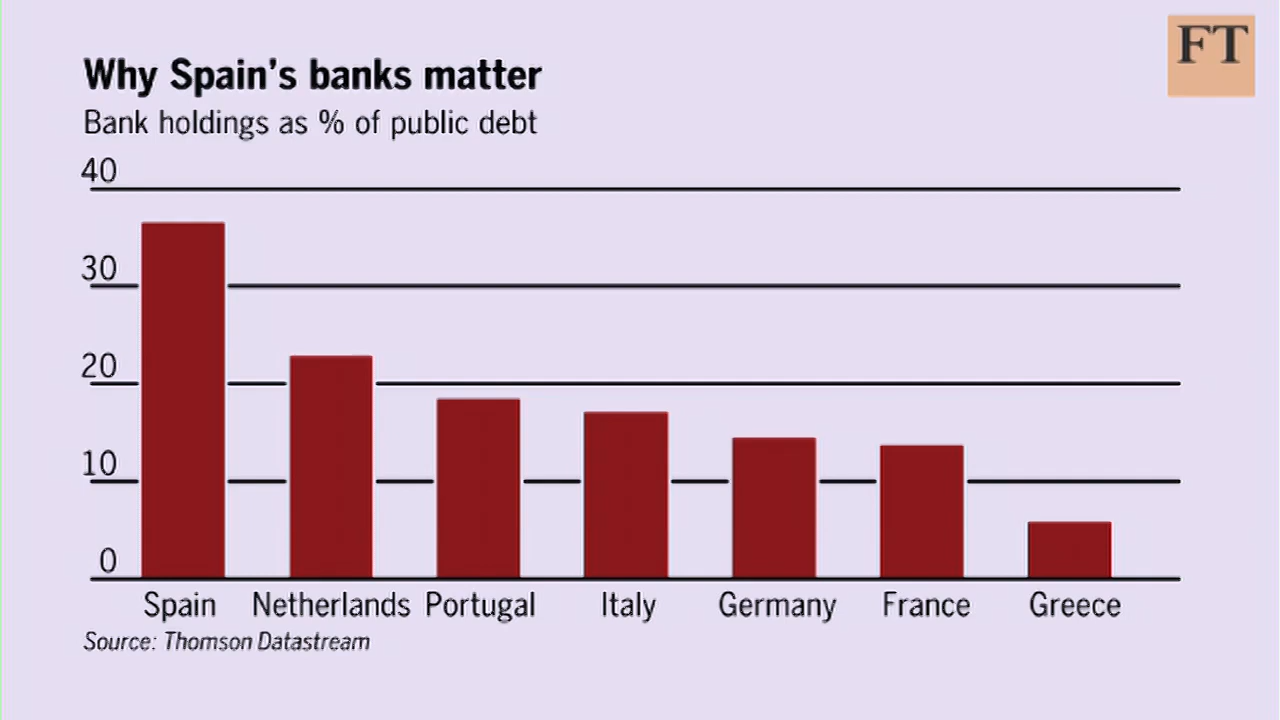 FT
Why Spain's banks matter
Bank holdings as % of public debt
40
30
20
10
0
Spain Netherlands Portugal Italy Germany France Greece
Source: Thomson Datastream